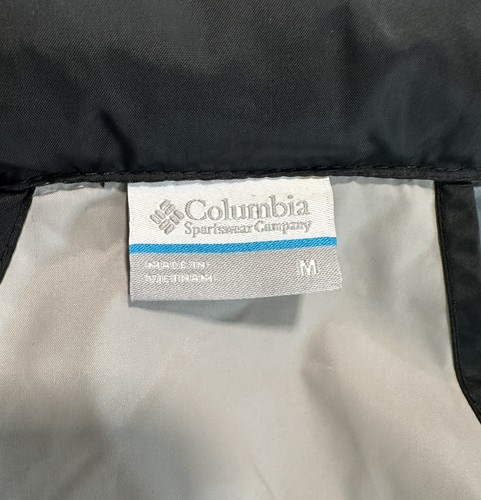 Columbia
Sportswear Company
MADE IN
VIETNAM
M